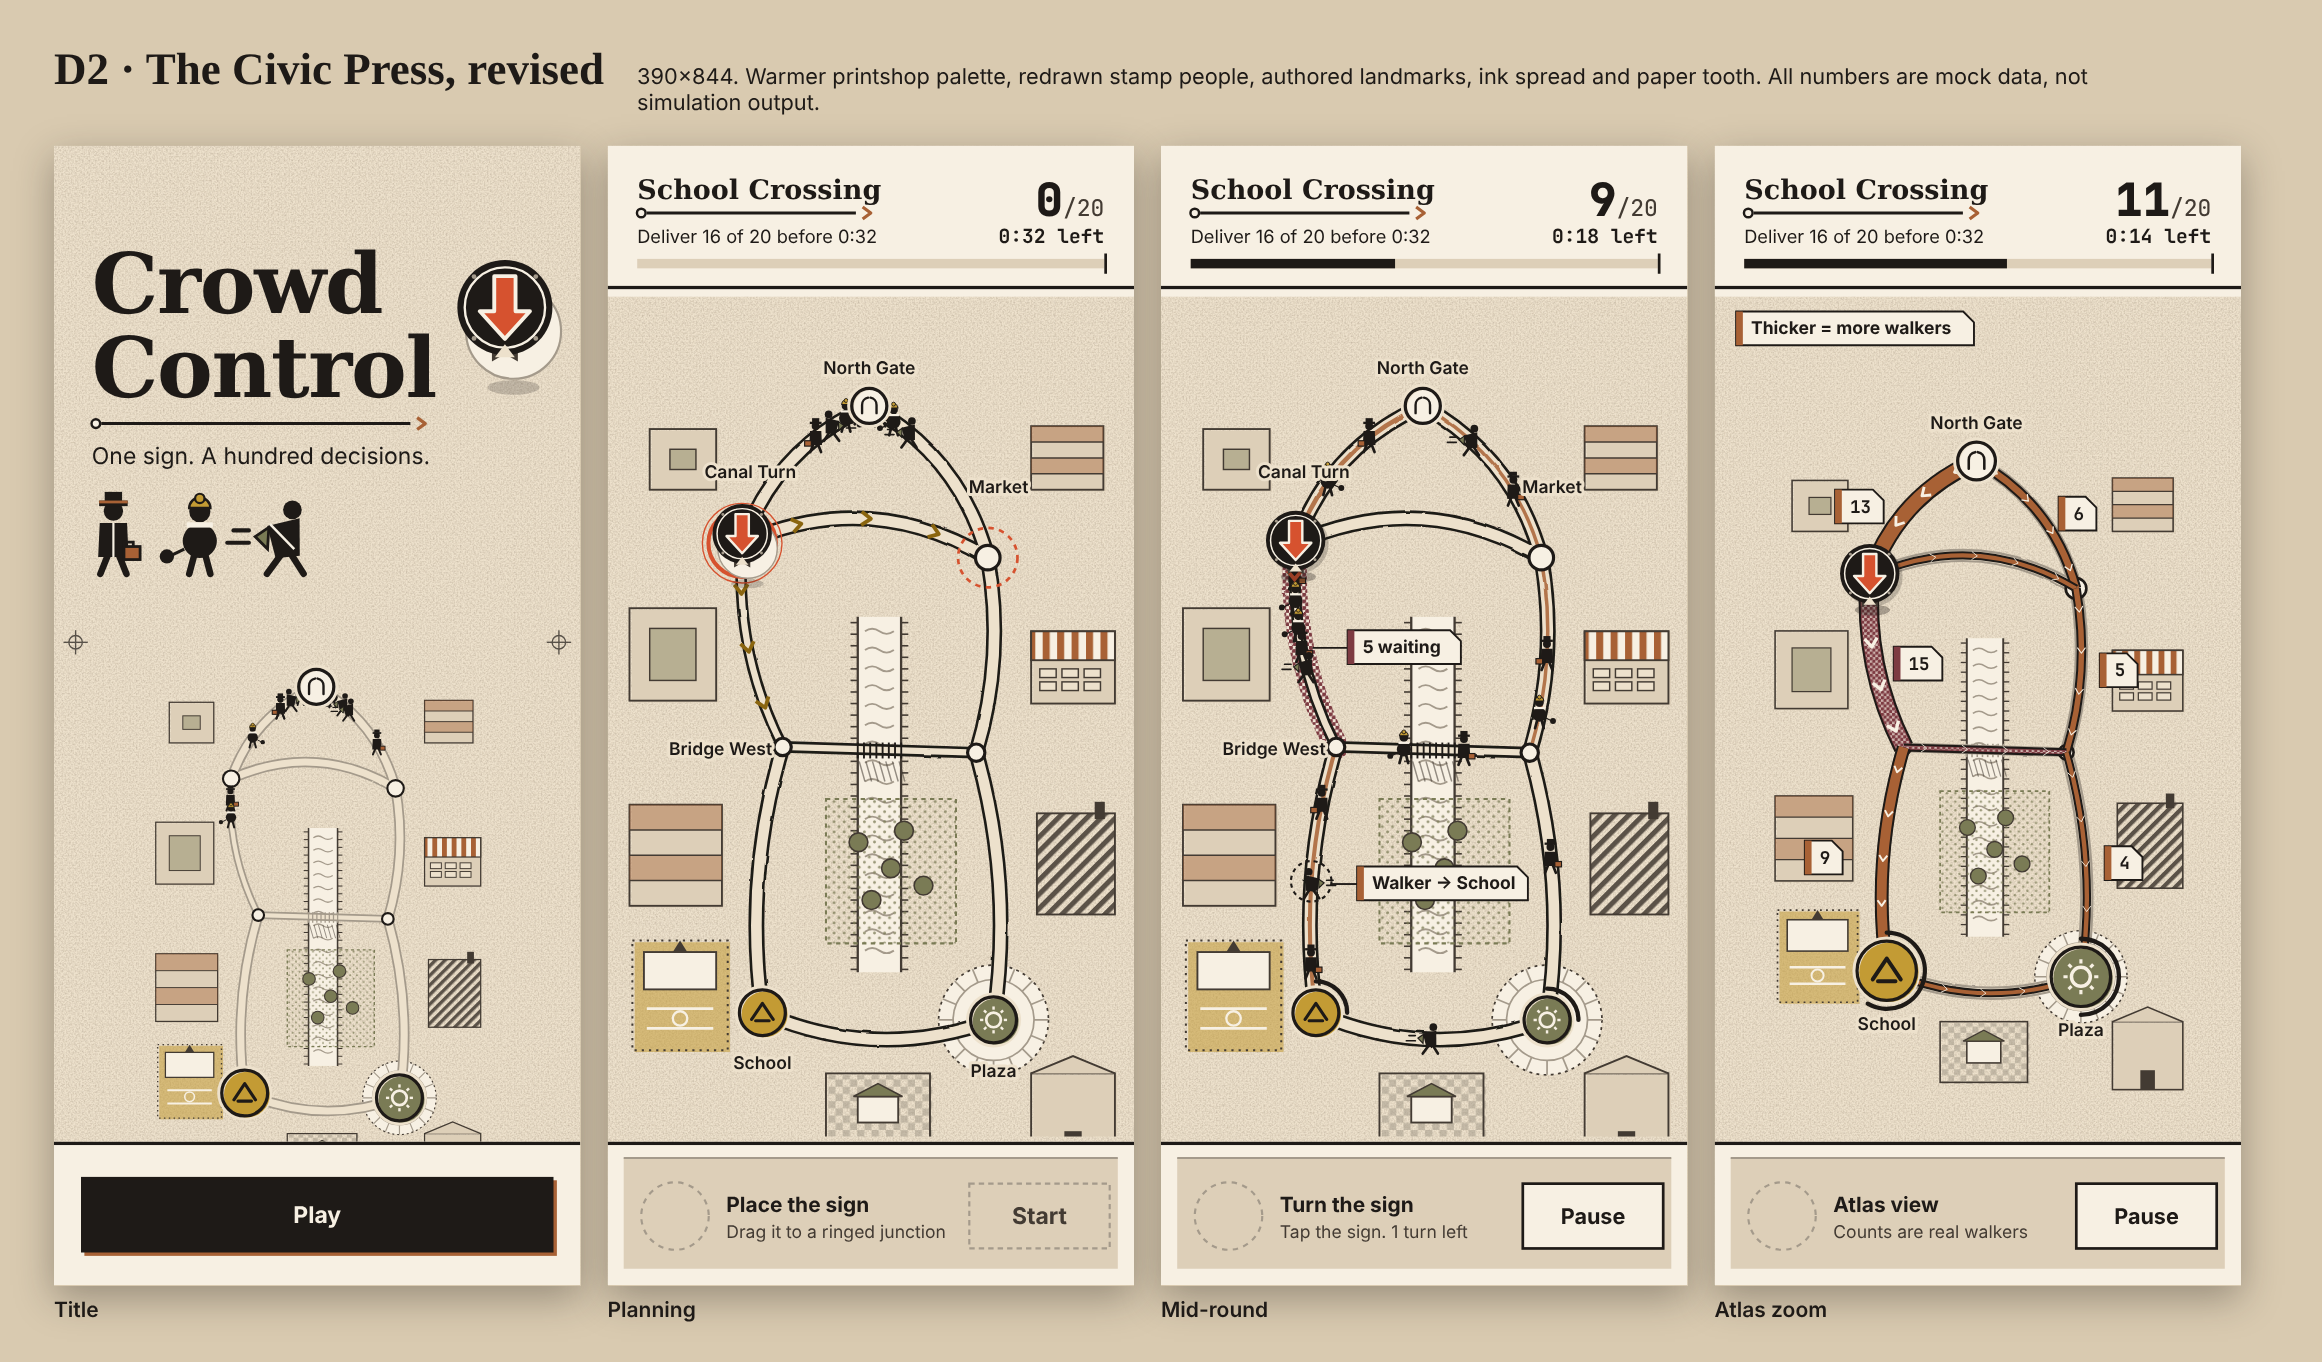 D2 · The Civic Press, revised
390×844. Warmer printshop palette, redrawn stamp people, authored landmarks, ink spread and paper tooth. All numbers are mock data, not
simulation output.
Crowd
Control
One sign. A hundred decisions.
Play
Title
School Crossing
0/20
Deliver 16 of 20 before 0:32
0:32 left
North Gate
Canal Turn
Market
Bridge West
School
Plaza
Place the sign
Drag it to a ringed junction
Start
Planning
School Crossing
9/20
Deliver 16 of 20 before 0:32
0:18 left
North Gate
Canal Turn
Market
5 waiting
Bridge West
Walker → School
Turn the sign
Tap the sign. 1 turn left
Pause
Mid-round
School Crossing
11/20
Deliver 16 of 20 before 0:32
0:14 left
Thicker = more walkers
North Gate
13
6
15
5
9
4
School
Plaza
Atlas view
Counts are real walkers
Pause
Atlas zoom